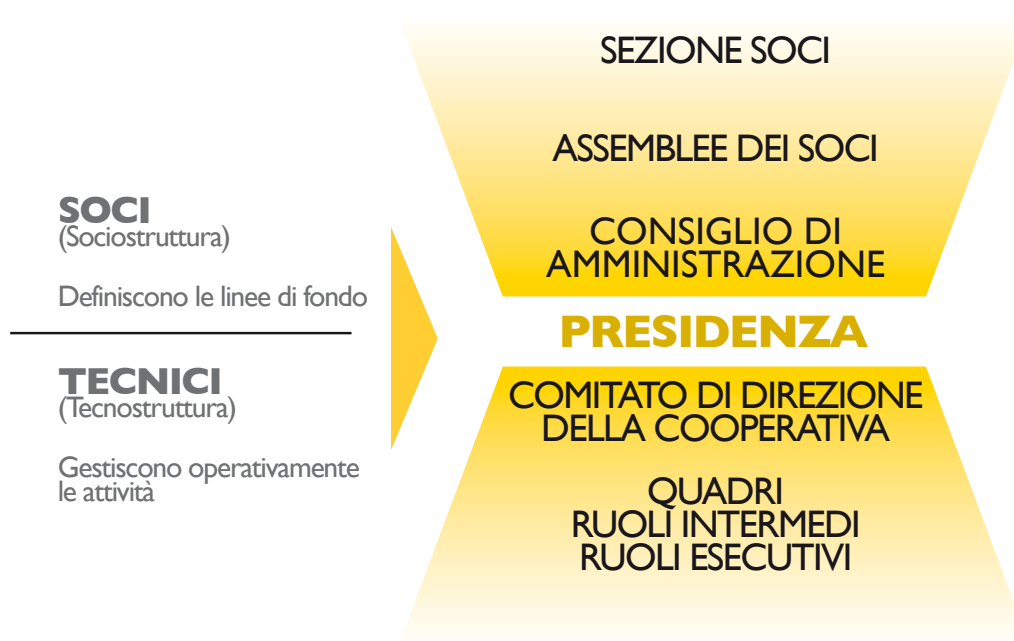 SOCI
(Sociostruttura)
Definiscono le linee di fondo
TECNICI
(Tecnostruttura)
Gestiscono operativamente
le attività
SEZIONE SOCI
ASSEMBLEE DEI SOCI
CONSIGLIO DI
AMMINISTRAZIONE
PRESIDENZA
COMITATO DI DIREZIONE
DELLA COOPERATIVA
QUADRI
RUOLI INTERMEDI
RUOLI ESECUTIVI